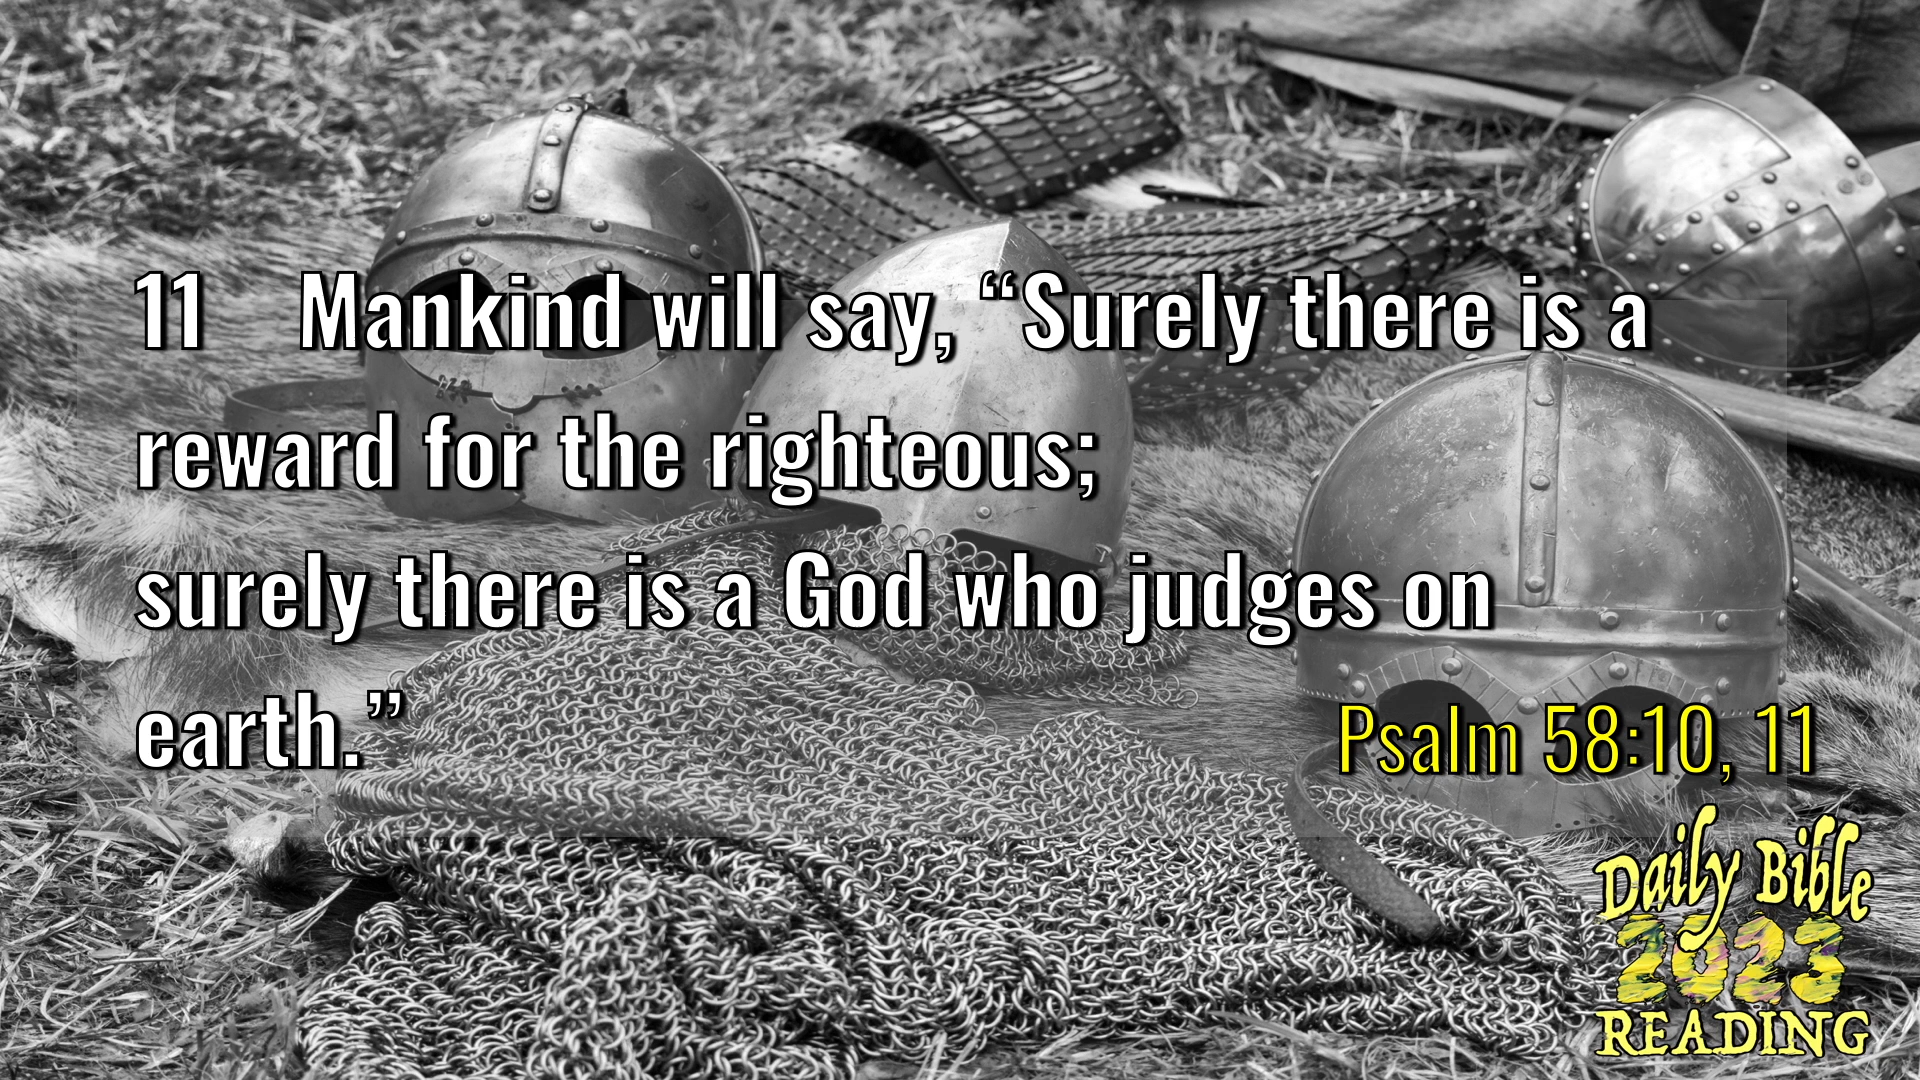 11 Mankind will say, “Surely there is a
reward for the righteous;
surely there is a God who judges on
earth.”
Psalm 58:10, 11
Daily Bible
2023
READING